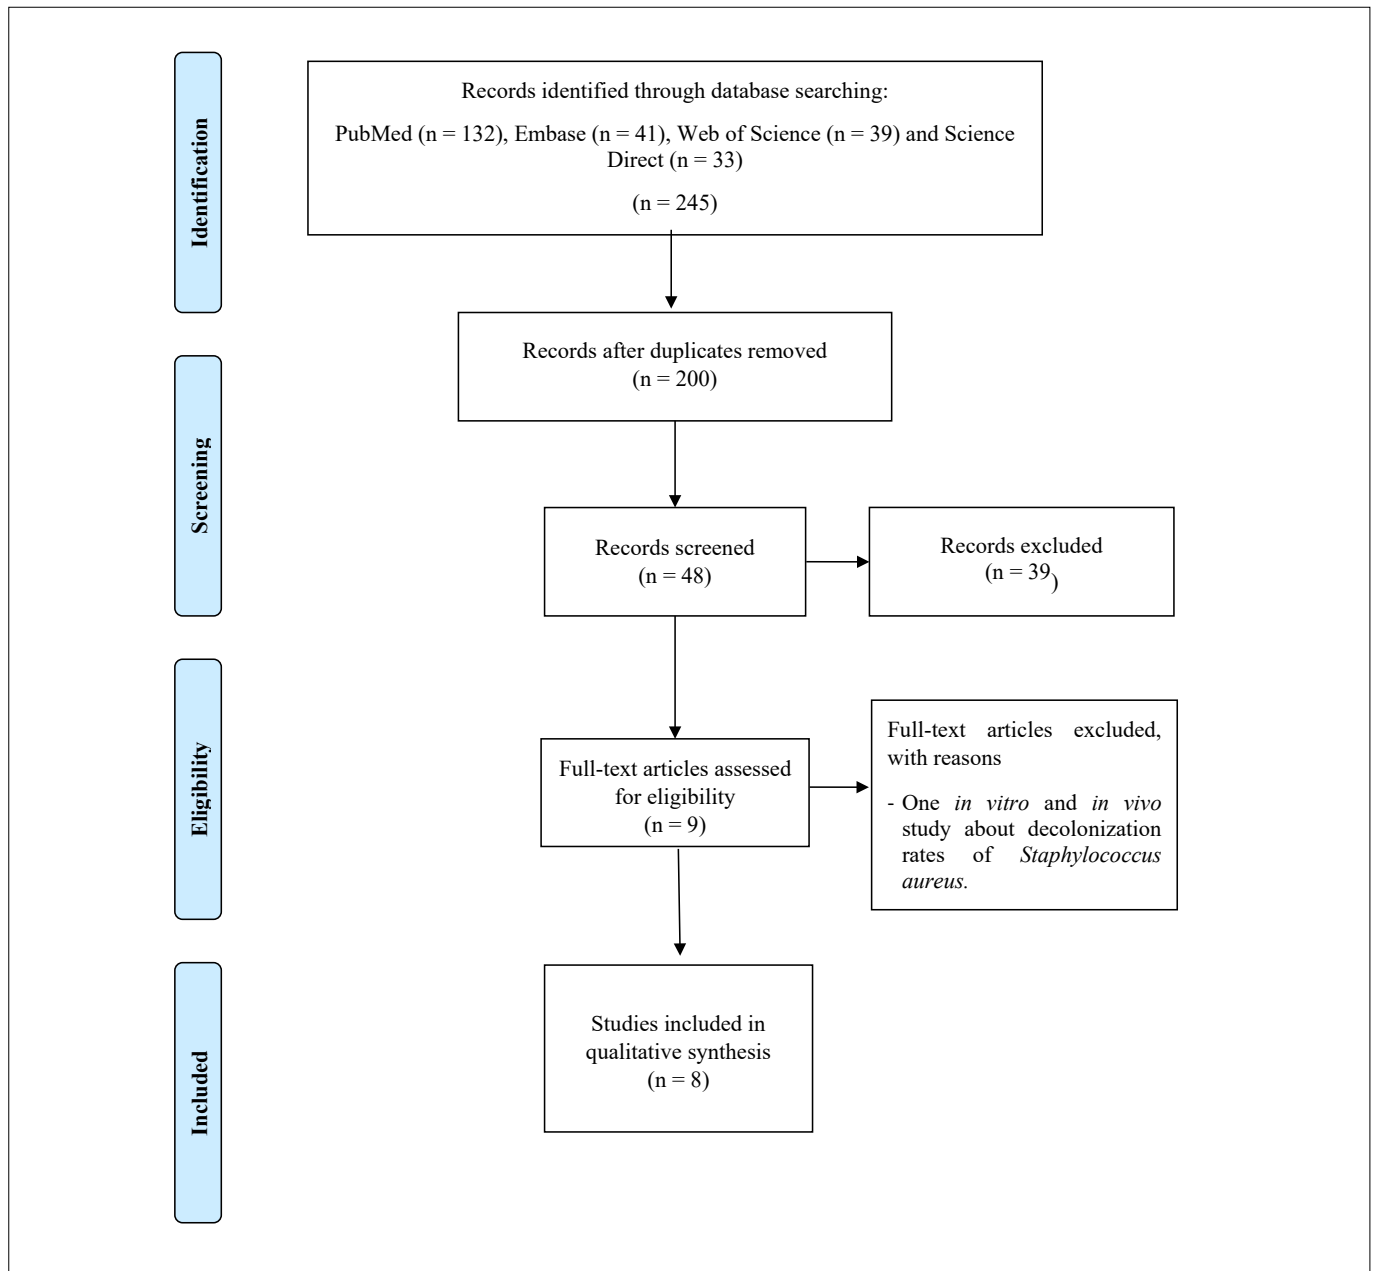 Identification
Records identified through database searching:
PubMed (n = 132), Embase (n = 41), Web of Science (n = 39) and Science
Direct (n = 33)
(n = 245)
Screening
Records after duplicates removed
(n = 200)
Records screened
(n = 48)
Records excluded
(n = 39)
Eligibility
Full-text articles assessed
for eligibility
(n = 9)
Full-text articles excluded,
with reasons
- One in vitro and in vivo
study about decolonization
rates of Staphylococcus
aureus.
Included
Studies included in
qualitative synthesis
(n = 8)